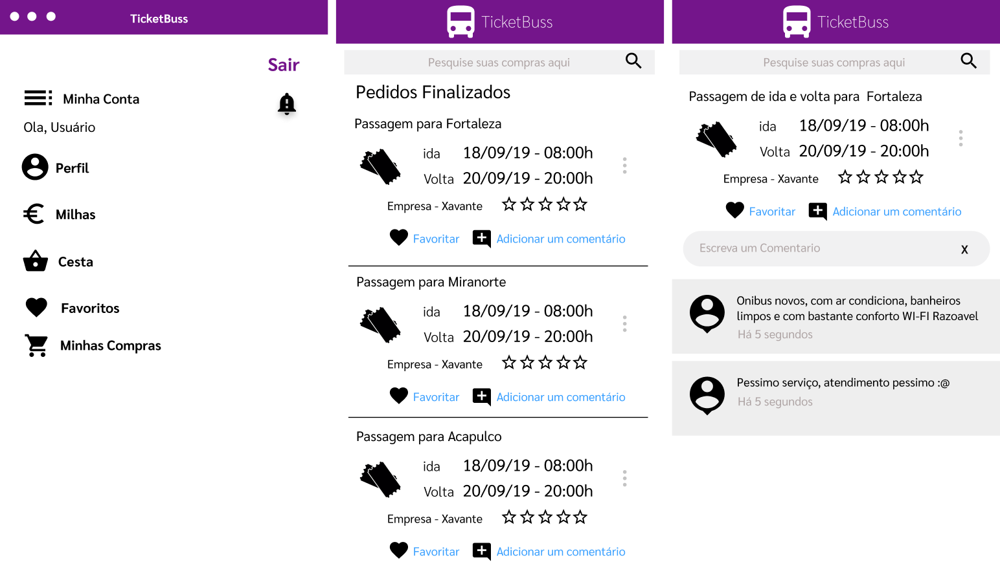 TicketBuss
Sair
Minha Conta
Ola, Usuário
Perfil
Milhas
Cesta
Favoritos
Minhas Compras
TicketBuss
Pesquise suas compras aqui
Pedidos Finalizados
Passagem para Fortaleza
ida 18/09/19 - 08:00h
Volta 20/09/19 - 20:00h
Empresa - Xavante
Favoritar Adicionar um comentário
Passagem para Miranorte
ida 18/09/19 - 08:00h
Volta 20/09/19 - 20:00h
Empresa - Xavante
Favoritar Adicionar um comentário
Passagem para Acapulco
ida 18/09/19 - 08:00h
Volta 20/09/19 - 20:00h
Empresa - Xavante
Favoritar Adicionar um comentário
TicketBuss
Pesquise suas compras aqui
Passagem de ida e volta para Fortaleza
ida 18/09/19 - 08:00h
Volta 20/09/19 - 20:00h
Empresa - Xavante
Favoritar Adicionar um comentário
Escreva um Comentario X
Onibus novos, com ar condiciona, banheiros
limpos e com bastante conforto WI-FI Razoavel
Há 5 segundos
Pessimo serviço, atendimento pessimo :@
Há 5 segundos